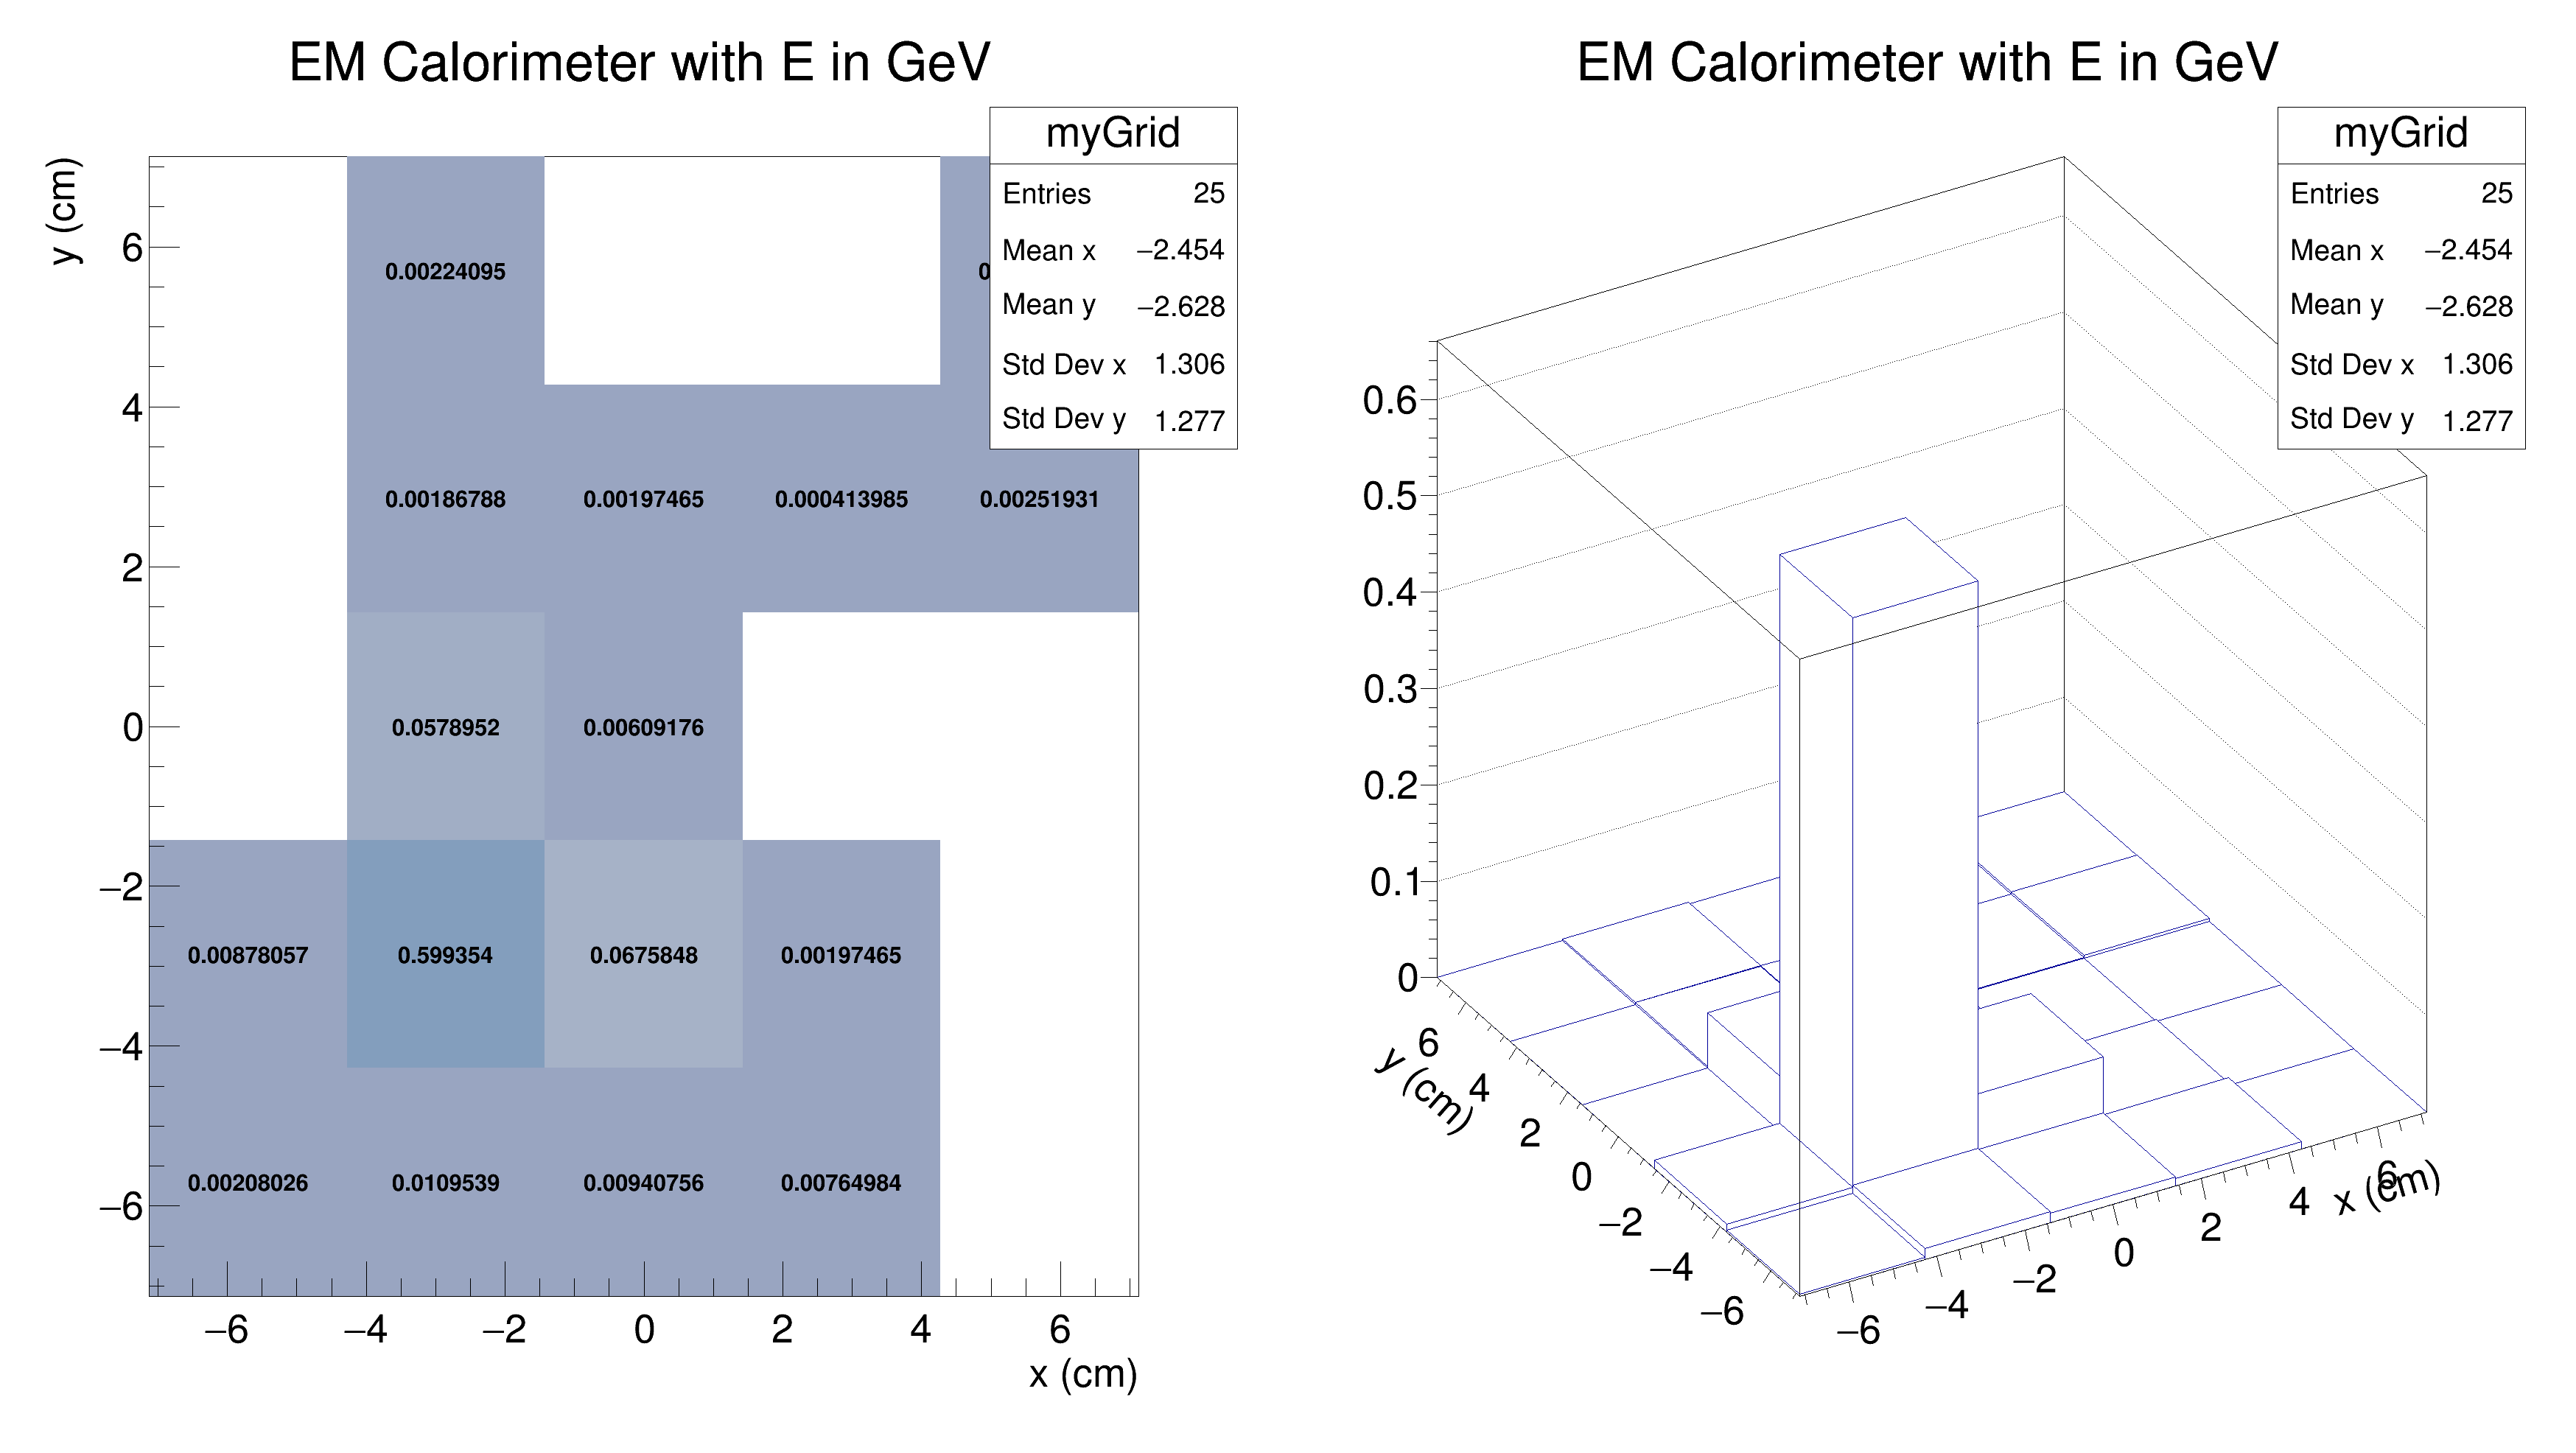 EM Calorimeter with E in GeV
myGrid
Entries 25
Mean x −2.454
Mean y −2.628
Std Dev x 1.306
Std Dev y 1.277
y (cm)
6
4
2
0
−2
−4
−6
0.00224095
0.00186788 0.00197465 0.000413985 0.00251931
0.0578952 0.00609176
0.00878057 0.599354 0.0675848 0.00197465
0.00208026 0.0109539 0.00940756 0.00764984
−6 −4 −2 0 2 4 6
x (cm)
EM Calorimeter with E in GeV
myGrid
Entries 25
Mean x −2.454
Mean y −2.628
Std Dev x 1.306
Std Dev y 1.277
0.6
0.5
0.4
0.3
0.2
0.1
0
y (cm)
6
4
2
0
−2
−4
−6
−6 −4 −2 0 2 4 6
x (cm)